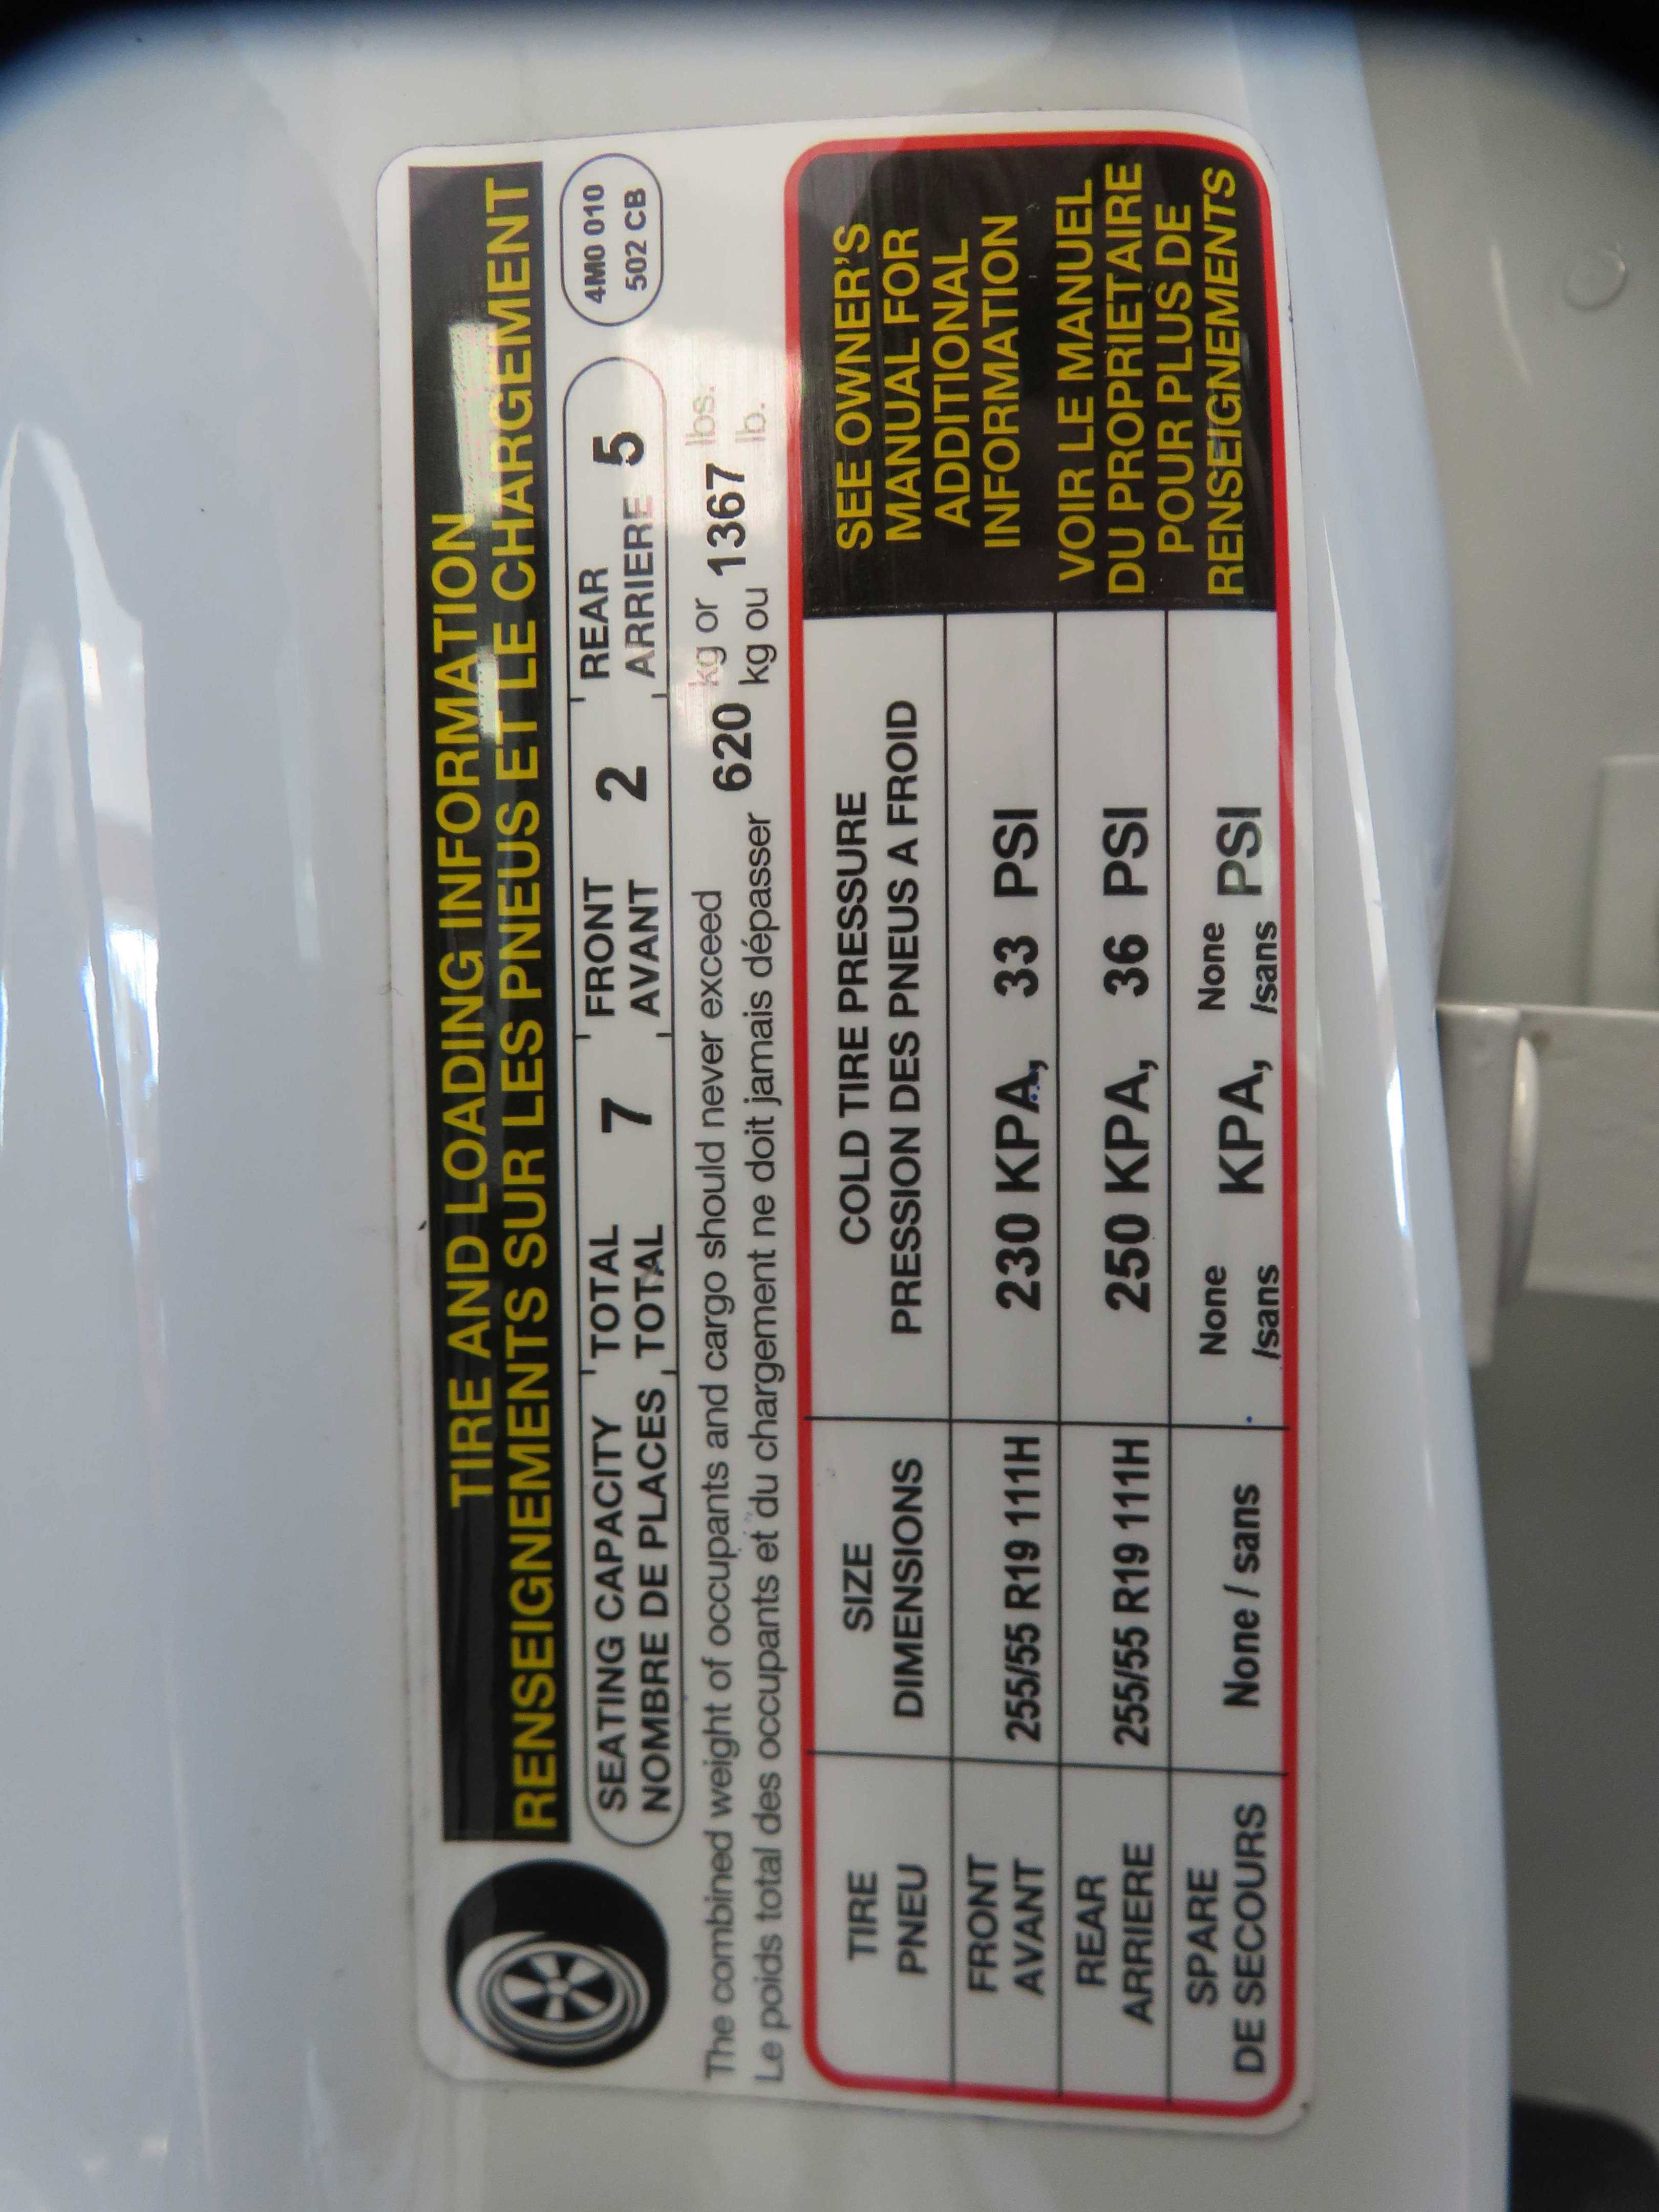 TIRE AND LOADING INFORMATION
RENSEIGNEMENTS SUR LES PNEUS ET LE CHARGEMENT
SEATING CAPACITY TOTAL 7 FRONT 2 REAR 5
NOMBRE DE PLACES TOTAL AVANT ARRIERE
4M0 010
502 CB
The combined weight of occupants and cargo should never exceed 620 kg or 1367 lbs.
Le poids total des occupants et du chargement ne doit jamais dépasser kg ou lb.
TIRE
PNEU
SIZE
DIMENSIONS
COLD TIRE PRESSURE
PRESSION DES PNEUS A FROID
FRONT
AVANT
255/55 R19 111H
230 KPA, 33 PSI
REAR
ARRIERE
255/55 R19 111H
250 KPA, 36 PSI
SPARE
DE SECOURS
None / sans
None
/sans
KPA,
None
/sans
PSI
SEE OWNER'S
MANUAL FOR
ADDITIONAL
INFORMATION
VOIR LE MANUEL
DU PROPRIETAIRE
POUR PLUS DE
RENSEIGNEMENTS